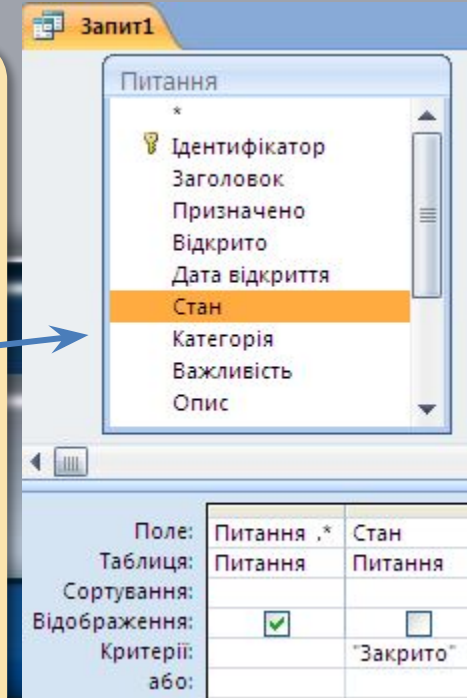 Запит1
Питання
*
Ідентифікатор
Заголовок
Призначено
Відкрито
Дата відкриття
Стан
Категорія
Важливість
Опис
Поле: Питання .* Стан
Таблиця: Питання Питання
Сортування:
Відображення:
Критерії: "Закрито"
або: